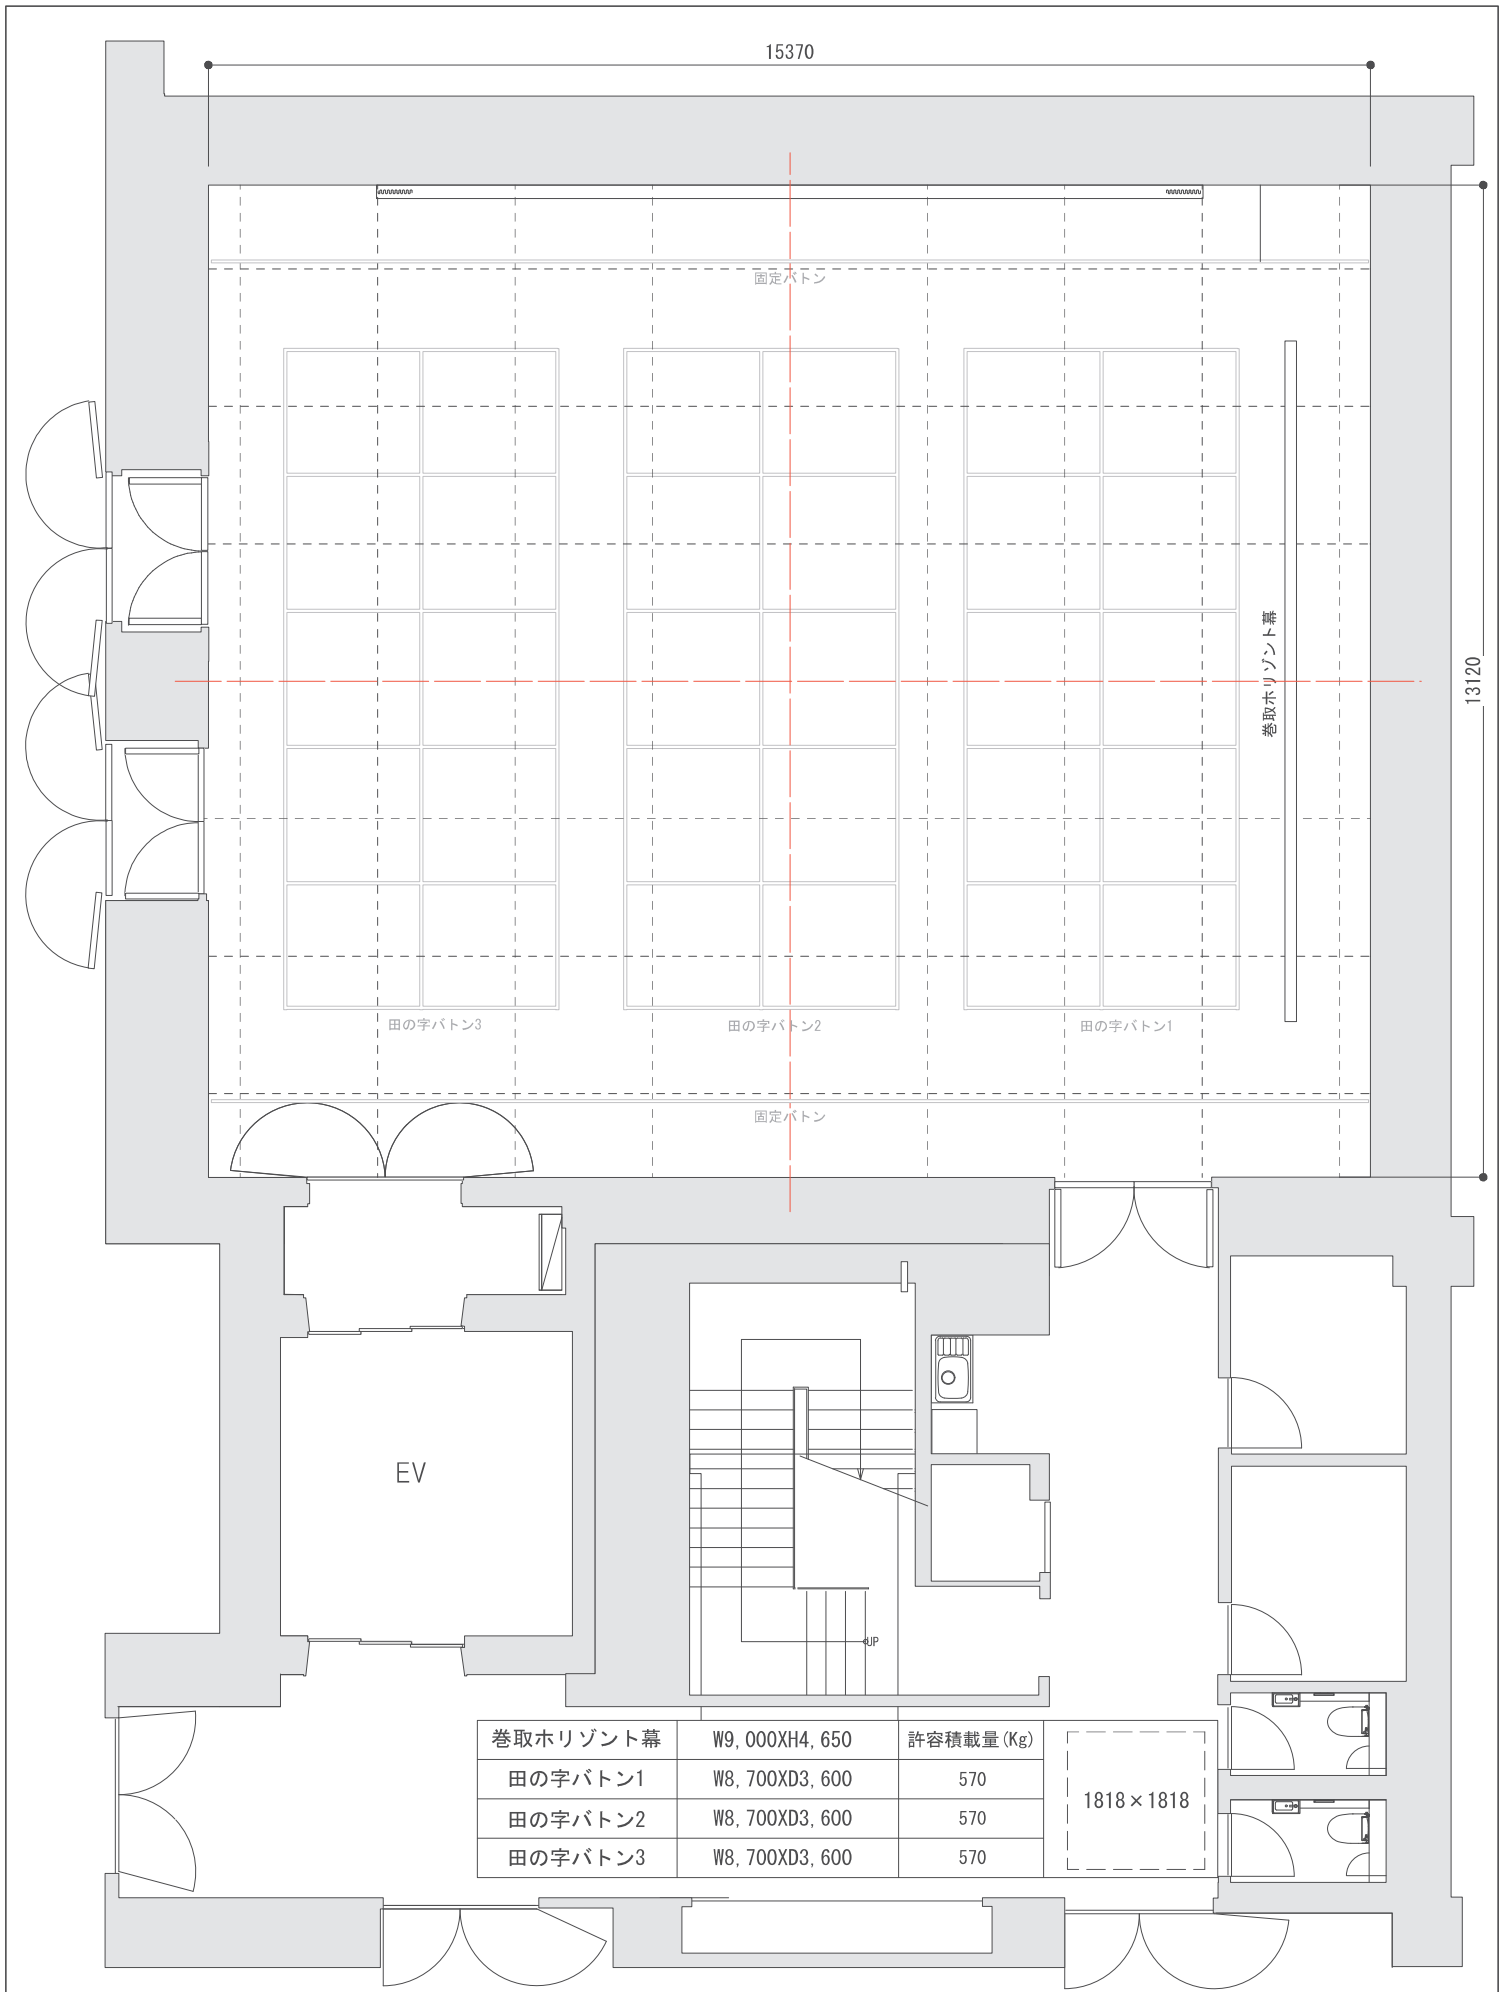 15370
固定バトン
巻取ホリゾント幕
13120
田の字バトン3
田の字バトン2
田の字バトン1
固定バトン
EV
UP
巻取ホリゾント幕 W9,000XH4,650 許容積載量(Kg)
田の字バトン1 W8,700XD3,600 570
田の字バトン2 W8,700XD3,600 570
田の字バトン3 W8,700XD3,600 570
1818×1818